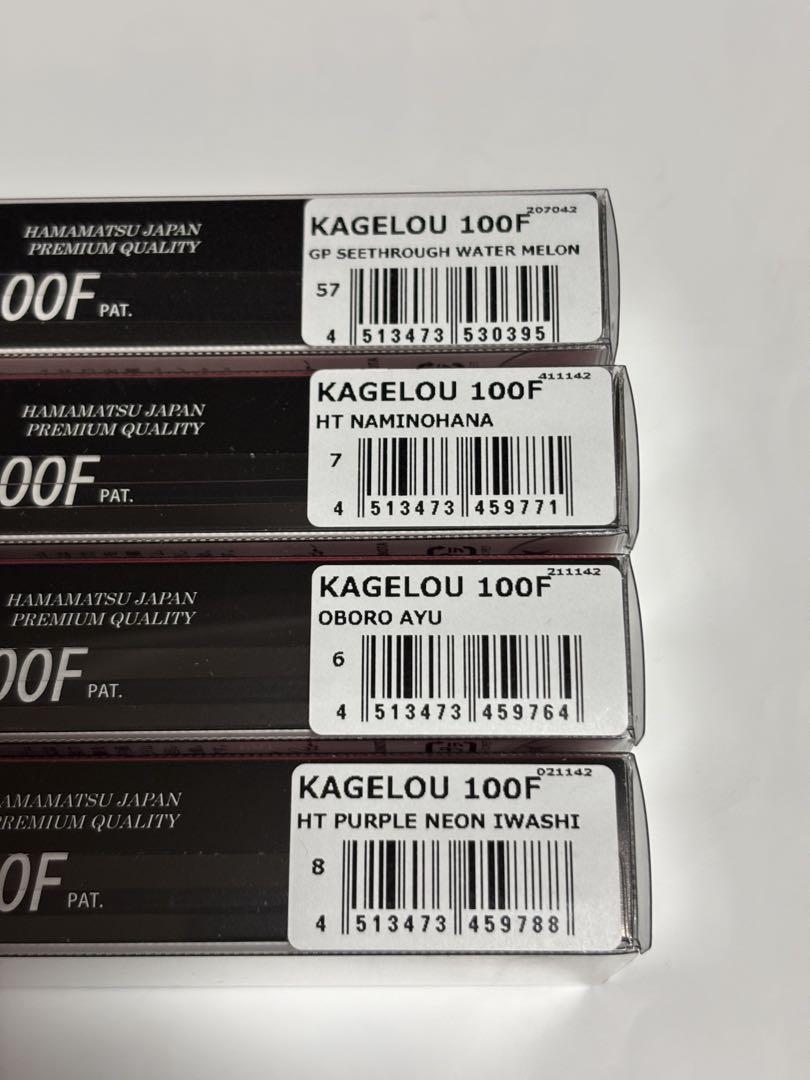 HAMAMATSU JAPAN
PREMIUM QUALITY
00F PAT.
207042
KAGELOU 100F
GP SEETHROUGH WATER MELON
57
4 513473 530395
HAMAMATSU JAPAN
PREMIUM QUALITY
00F PAT.
411142
KAGELOU 100F
HT NAMINOHANA
7
4 513473 459771
HAMAMATSU JAPAN
PREMIUM QUALITY
00F PAT.
211142
KAGELOU 100F
OBORO AYU
6
4 513473 459764
AMAMATSU JAPAN
PREMIUM QUALITY
0F PAT.
021142
KAGELOU 100F
HT PURPLE NEON IWASHI
8
4 513473 459788